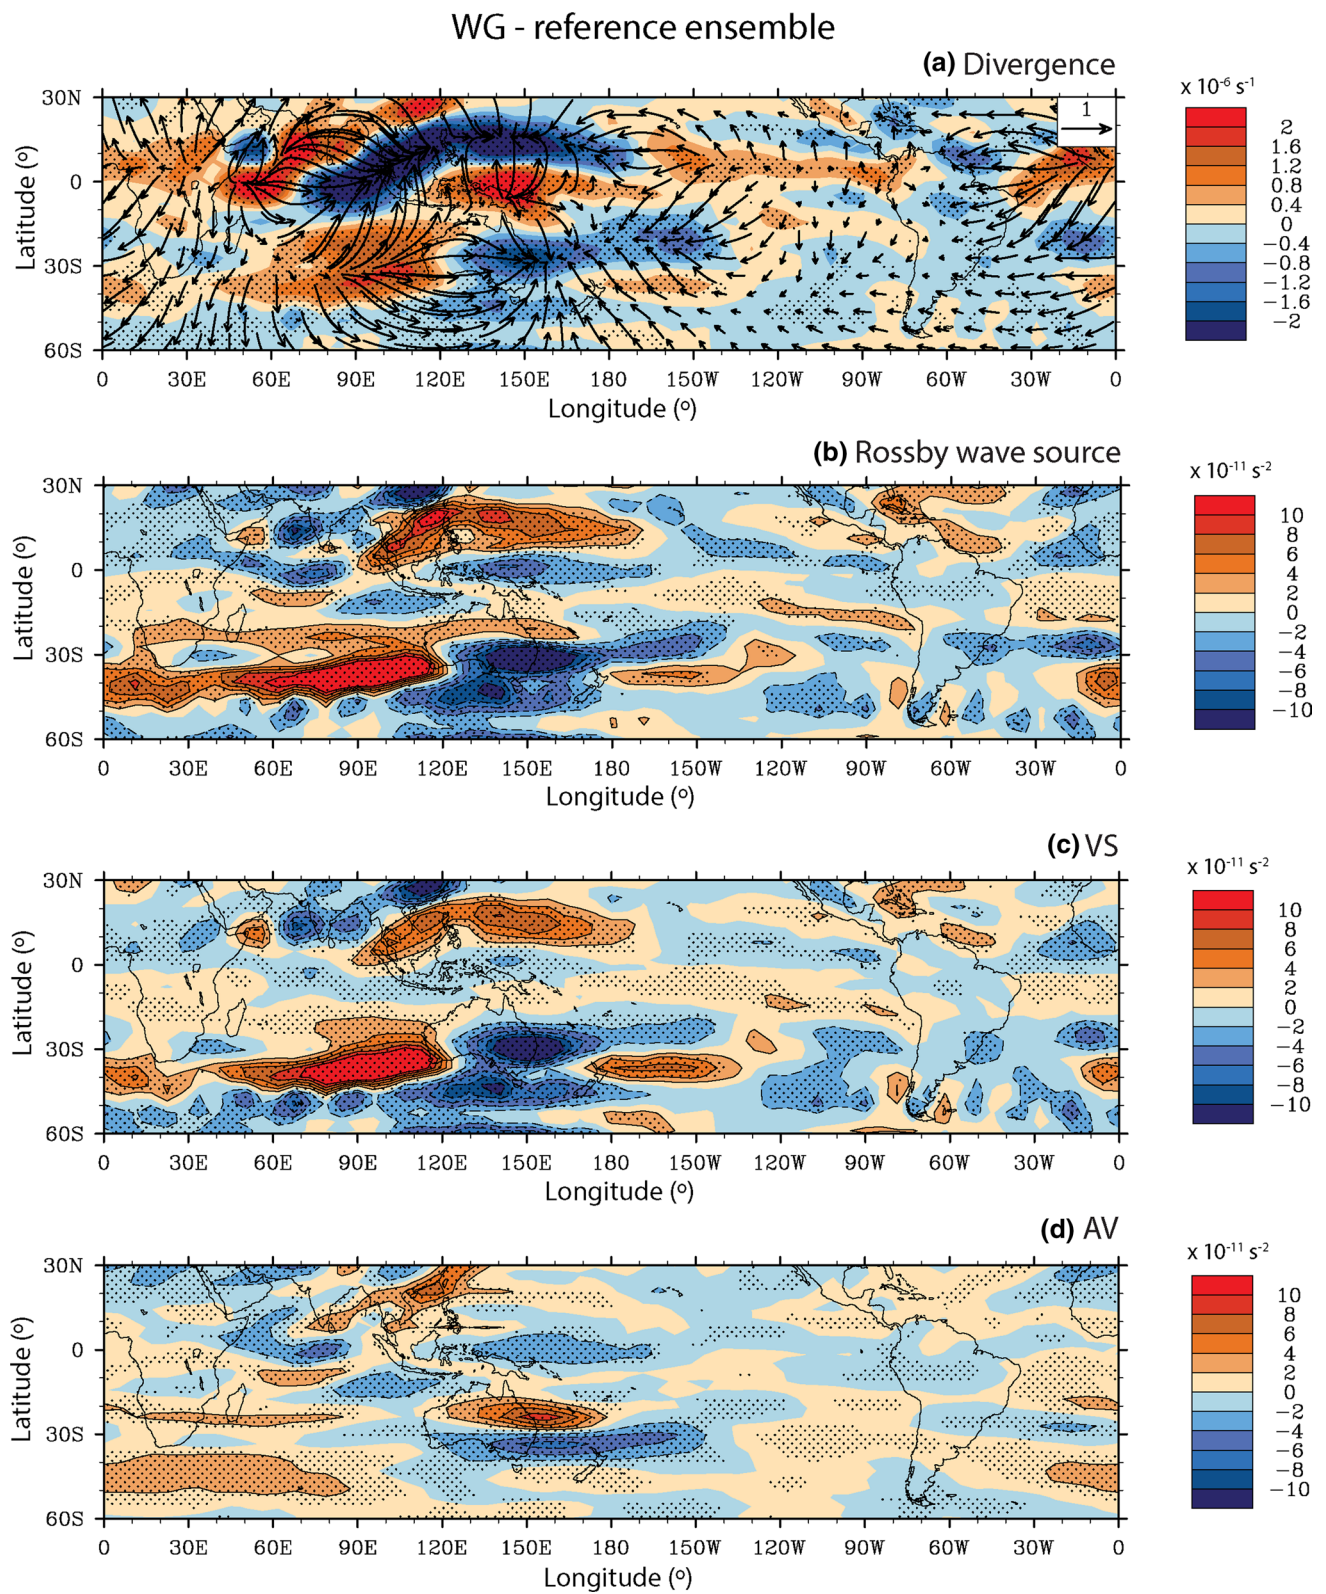 WG - reference ensemble
(a) Divergence
x 10⁻⁶ s⁻¹
1
30N
0
30S
60S
Latitude (º)
0 30E 60E 90E 120E 150E 180 150W 120W 90W 60W 30W 0
Longitude (º)
2
1.6
1.2
0.8
0.4
0
−0.4
−0.8
−1.2
−1.6
−2
(b) Rossby wave source
x 10⁻¹¹ s⁻²
30N
0
30S
60S
Latitude (º)
0 30E 60E 90E 120E 150E 180 150W 120W 90W 60W 30W 0
Longitude (º)
10
8
6
4
2
0
−2
−4
−6
−8
−10
(c) VS
x 10⁻¹¹ s⁻²
30N
0
30S
60S
Latitude (º)
0 30E 60E 90E 120E 150E 180 150W 120W 90W 60W 30W 0
Longitude (º)
10
8
6
4
2
0
−2
−4
−6
−8
−10
(d) AV
x 10⁻¹¹ s⁻²
30N
0
30S
60S
Latitude (º)
0 30E 60E 90E 120E 150E 180 150W 120W 90W 60W 30W 0
Longitude (º)
10
8
6
4
2
0
−2
−4
−6
−8
−10